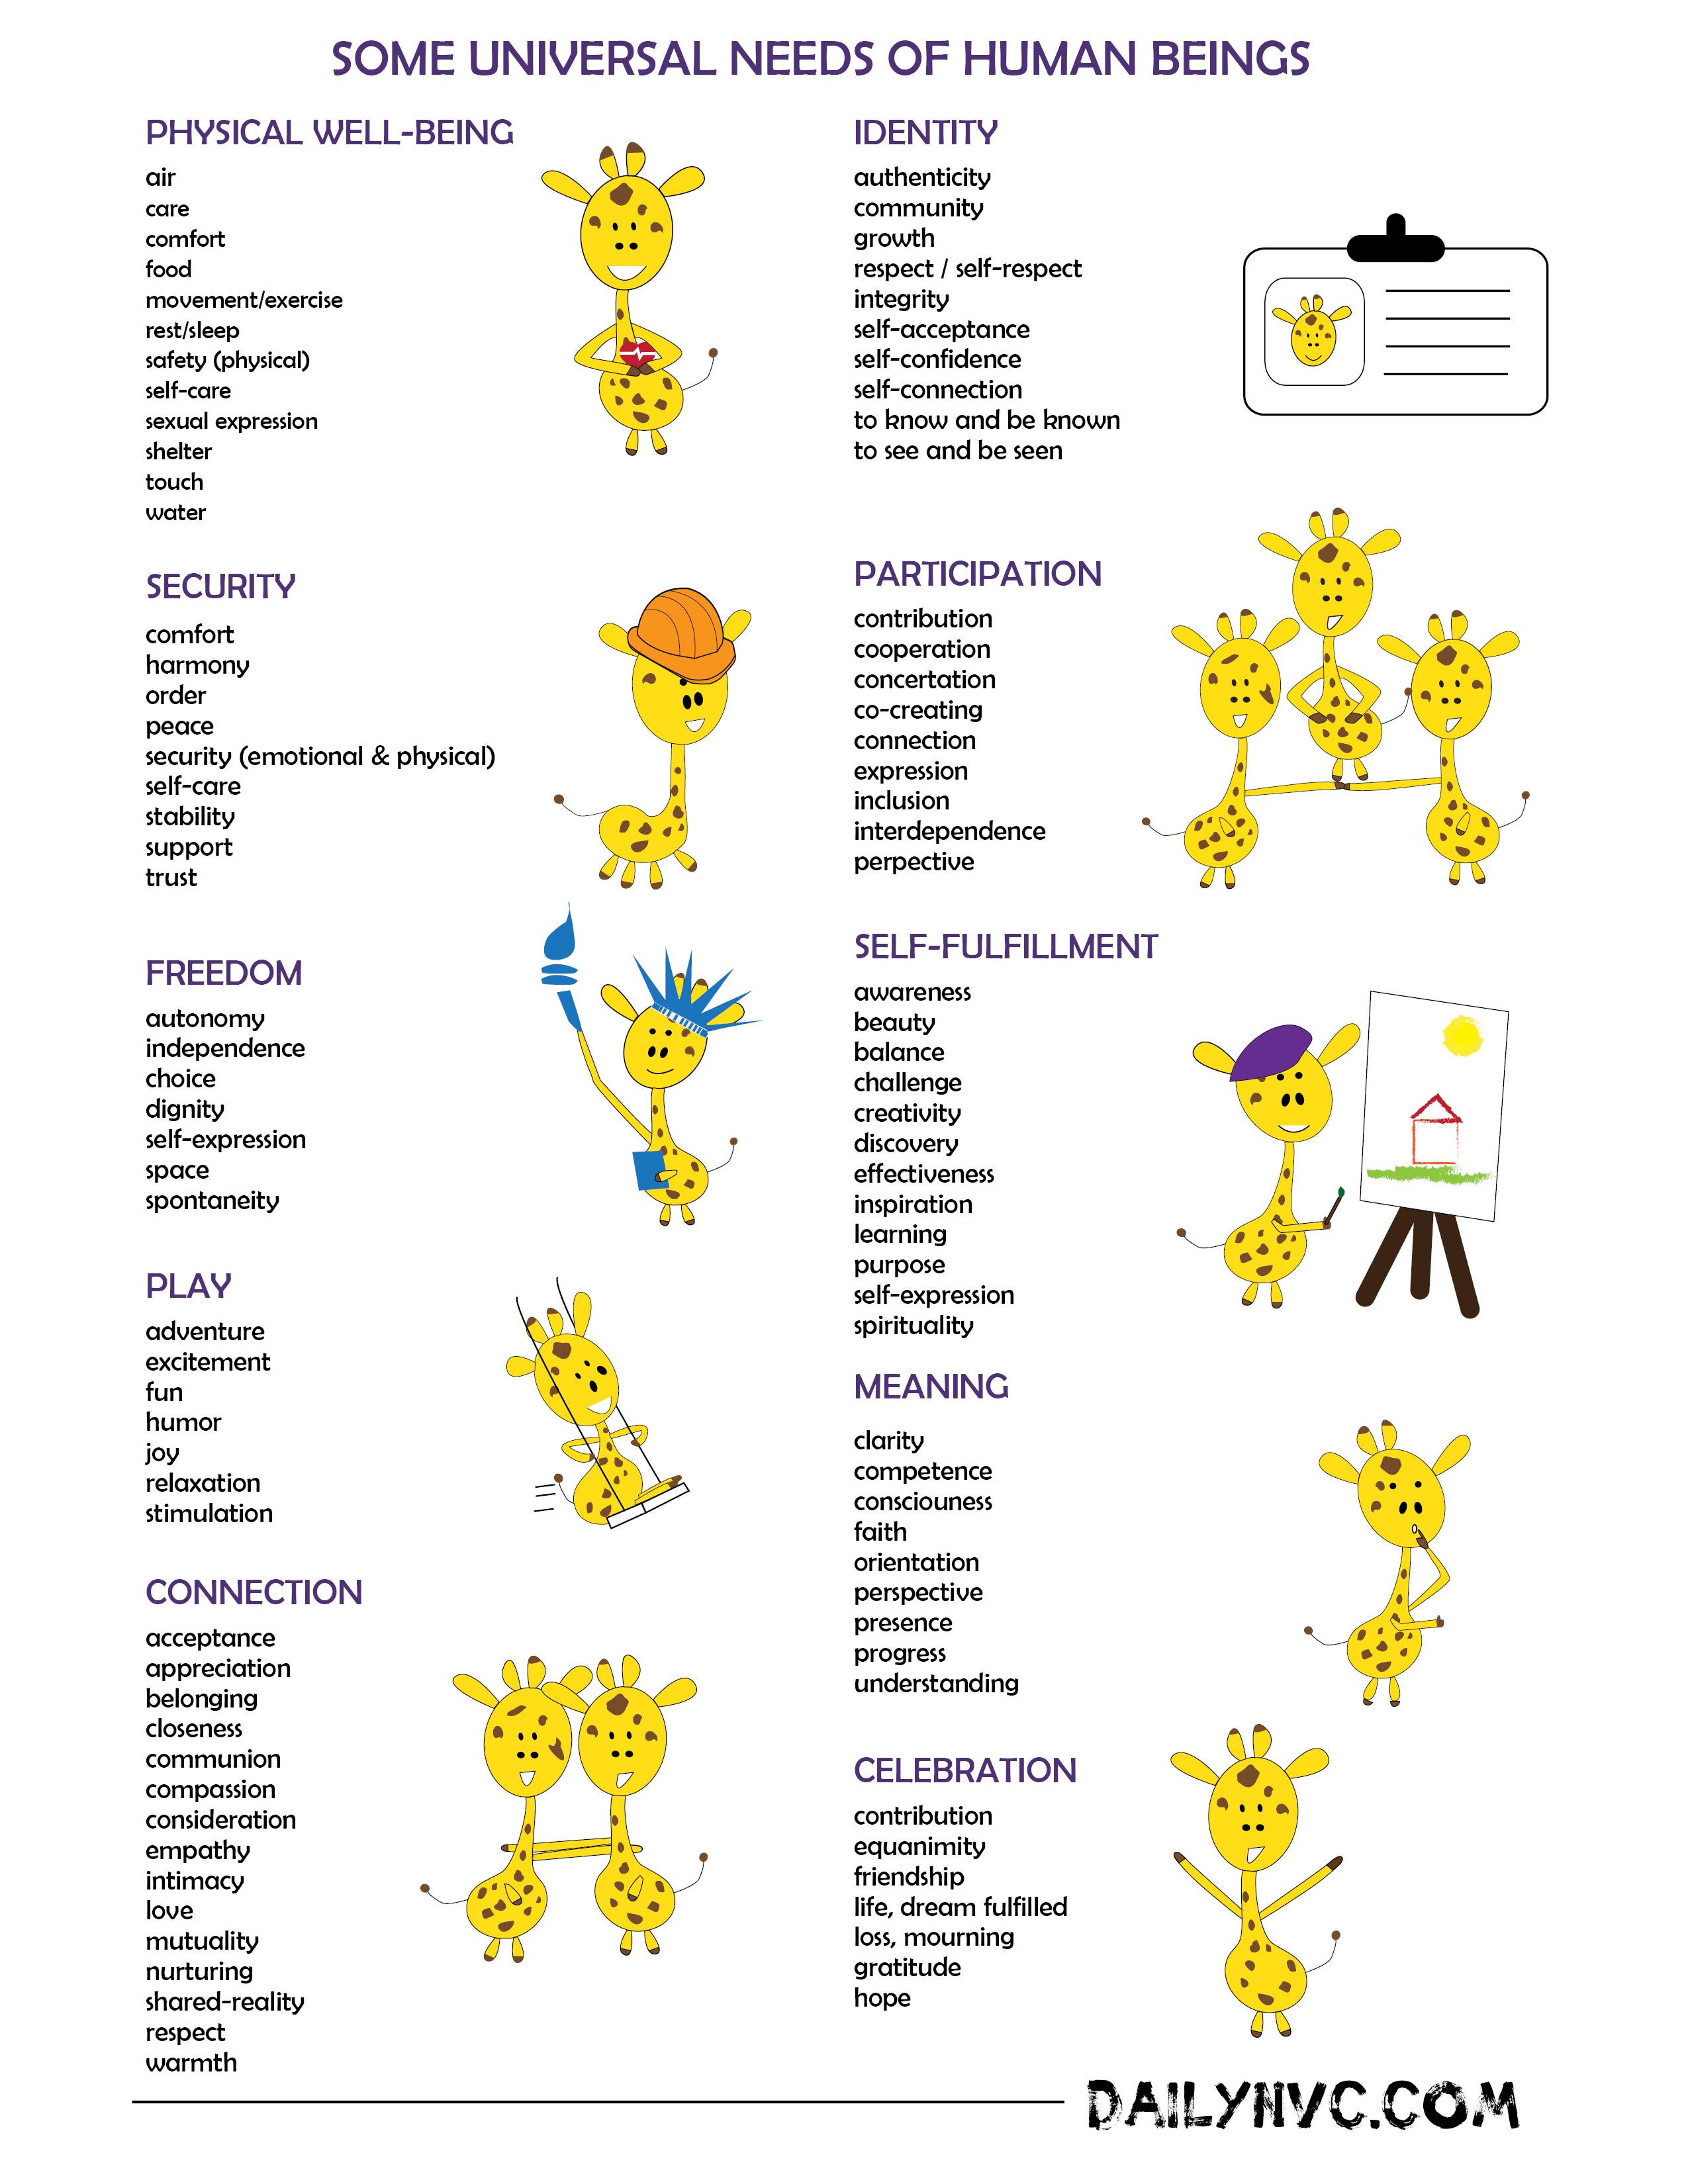 SOME UNIVERSAL NEEDS OF HUMAN BEINGS
PHYSICAL WELL-BEING
air
care
comfort
food
movement/exercise
rest/sleep
safety (physical)
self-care
sexual expression
shelter
touch
water
SECURITY
comfort
harmony
order
peace
security (emotional & physical)
self-care
stability
support
trust
FREEDOM
autonomy
independence
choice
dignity
self-expression
space
spontaneity
PLAY
adventure
excitement
fun
humor
joy
relaxation
stimulation
CONNECTION
acceptance
appreciation
belonging
closeness
communion
compassion
consideration
empathy
intimacy
love
mutuality
nurturing
shared-reality
respect
warmth
IDENTITY
authenticity
community
growth
respect / self-respect
integrity
self-acceptance
self-confidence
self-connection
to know and be known
to see and be seen
PARTICIPATION
contribution
cooperation
concertation
co-creating
connection
expression
inclusion
interdependence
perpective
SELF-FULFILLMENT
awareness
beauty
balance
challenge
creativity
discovery
effectiveness
inspiration
learning
purpose
self-expression
spirituality
MEANING
clarity
competence
consciouness
faith
orientation
perspective
presence
progress
understanding
CELEBRATION
contribution
equanimity
friendship
life, dream fulfilled
loss, mourning
gratitude
hope
DAILYNVC.COM